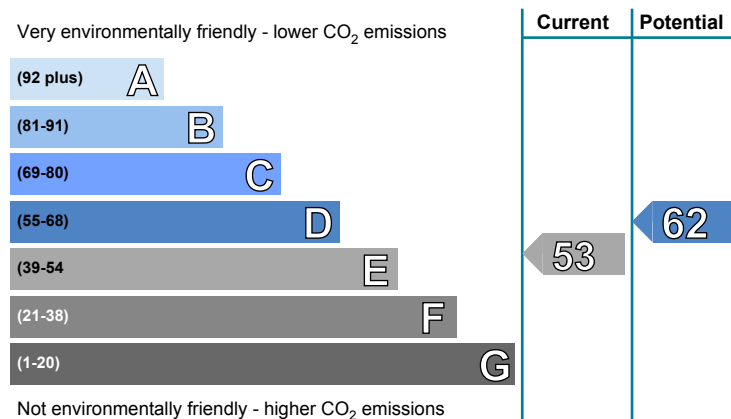 Very environmentally friendly - lower CO2 emissions
Current
Potential
(92 plus) A
(81-91) B
(69-80) C
(55-68) D
(39-54 E
(21-38) F
(1-20) G
53
62
Not environmentally friendly - higher CO2 emissions